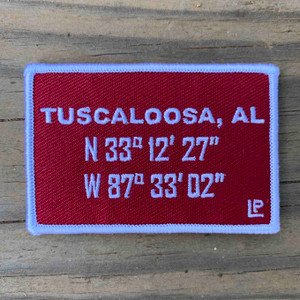 TUSCALOOSA, AL
N 33° 12' 27"
W 87° 33' 02"
LP